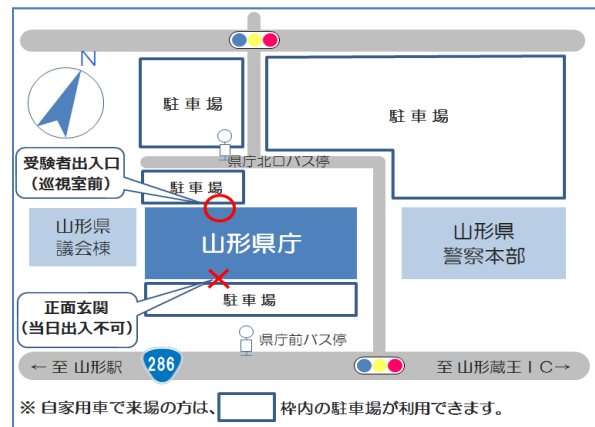 N
駐車場
駐車場
受験者出入口
(巡視室前)
県庁北口バス停
駐車場
山形県
議会棟
山形県庁
山形県
警察本部
正面玄関
(当日出入不可)
駐車場
県庁前バス停
← 至 山形駅
286
至 山形蔵王IC→
※ 自家用車で来場の方は、 枠内の駐車場が利用できます。